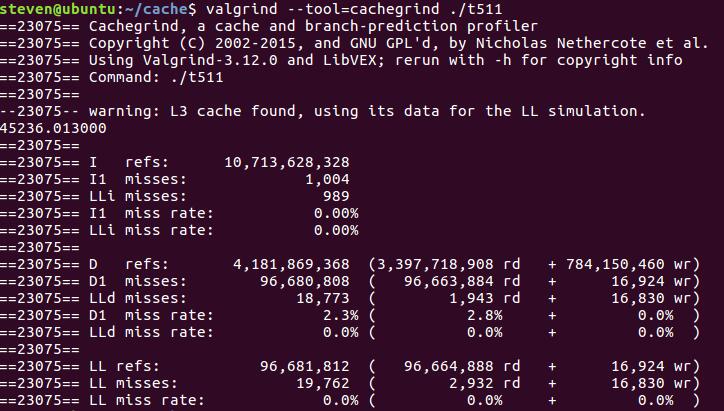 steven@ubuntu:~/cache$ valgrind --tool=cachegrind ./t511
==23075== Cachegrind, a cache and branch-prediction profiler
==23075== Copyright (C) 2002-2015, and GNU GPL'd, by Nicholas Nethercote et al.
==23075== Using Valgrind-3.12.0 and LibVEX; rerun with -h for copyright info
==23075== Command: ./t511
==23075==
--23075-- warning: L3 cache found, using its data for the LL simulation.
45236.013000
==23075==
==23075== I   refs:      10,713,628,328
==23075== I1  misses:             1,004
==23075== LLi misses:               989
==23075== I1  miss rate:           0.00%
==23075== LLi miss rate:           0.00%
==23075==
==23075== D   refs:       4,181,869,368  (3,397,718,908 rd   + 784,150,460 wr)
==23075== D1  misses:        96,680,808  (   96,663,884 rd   +      16,924 wr)
==23075== LLd misses:            18,773  (        1,943 rd   +      16,830 wr)
==23075== D1  miss rate:            2.3% (          2.8%     +         0.0%  )
==23075== LLd miss rate:            0.0% (          0.0%     +         0.0%  )
==23075==
==23075== LL refs:           96,681,812  (   96,664,888 rd   +      16,924 wr)
==23075== LL misses:             19,762  (        2,932 rd   +      16,830 wr)
==23075== LL miss rate:             0.0% (          0.0%     +         0.0%  )